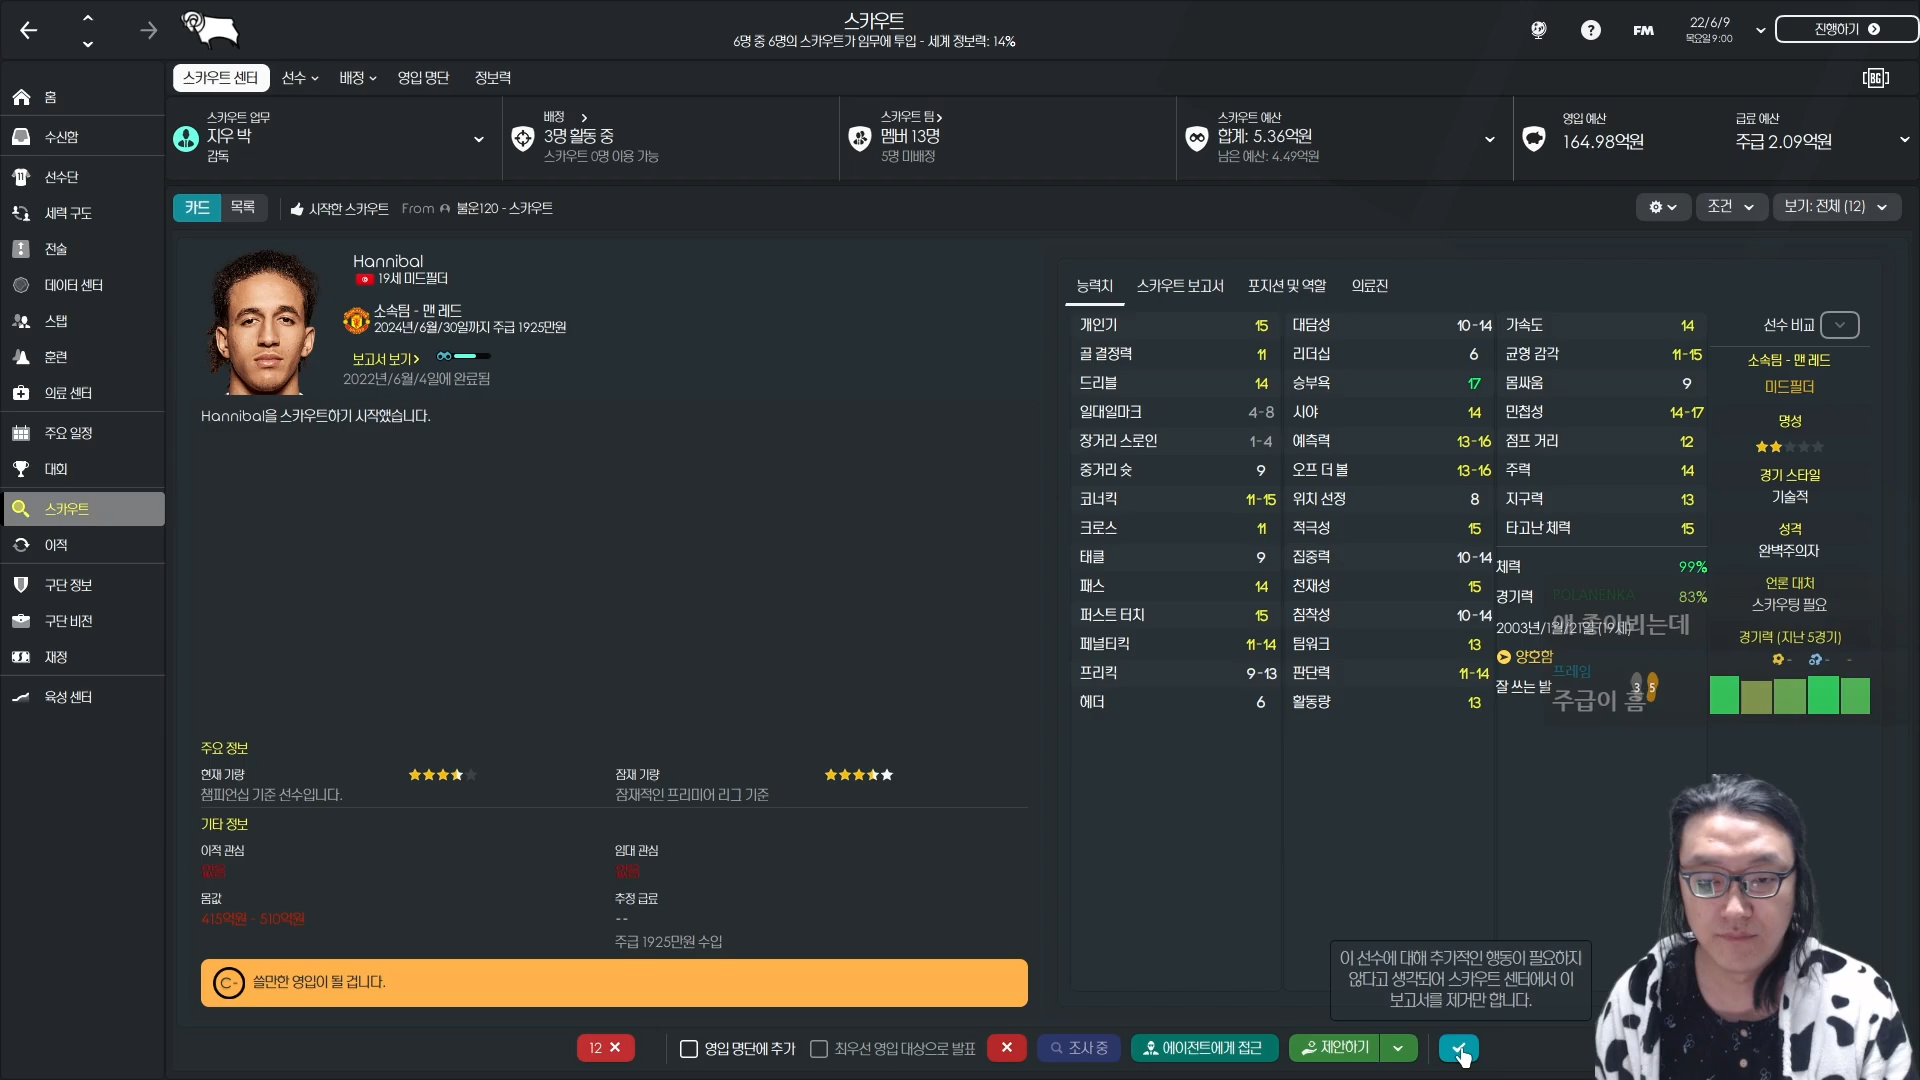 스카우트
6명 중 6명의 스카우트가 임무에 투입 - 세계 정보력: 14%
?
FM
22/6/9
목요일 9:00
진행하기
스카우트 센터
선수
배정
영입 명단
정보력
BG
홈
수신함
선수단
세력 구도
전술
데이터 센터
스탭
훈련
의료 센터
주요 일정
대회
스카우트
이적
구단 정보
구단 비전
재정
육성 센터
스카우트 업무
지우 박
감독
배정
3명 활동 중
스카우트 0명 이용 가능
스카우트 팀
멤버 13명
5명 미배정
스카우트 예산
합계: 5.36억원
남은 예산: 4.49억원
영입 예산
164.98억원
급료 예산
주급 2.09억원
카드
목록
시작한 스카우트
From
불운120 - 스카우트
조건
보기: 전체 (12)
Hannibal
19세 미드필더
소속팀 - 맨 레드
2024년/6월/30일까지 주급 1925만원
보고서 보기
2022년/6월/4일에 완료됨
Hannibal을 스카우트하기 시작했습니다.
주요 정보
현재 기량
챔피언십 기준 선수입니다.
잠재 기량
잠재적인 프리미어 리그 기준
기타 정보
이적 관심
없음
임대 관심
없음
몸값
415억원 - 510억원
추정 급료
--
주급 1925만원 수입
C-
쓸만한 영입이 될 겁니다.
능력치
스카우트 보고서
포지션 및 역할
의료진
개인기 15
골 결정력 11
드리블 14
일대일마크 4-8
장거리 스로인 1-4
중거리 슛 9
코너킥 11-15
크로스 11
태클 9
패스 14
퍼스트 터치 15
페널티킥 11-14
프리킥 9-13
헤더 6
대담성 10-14
리더십 6
승부욕 17
시야 14
예측력 13-16
오프 더 볼 13-16
위치 선정 8
적극성 15
집중력 10-14
천재성 15
침착성 10-14
팀워크 13
판단력 11-14
활동량 13
가속도 14
균형 감각 11-15
몸싸움 9
민첩성 14-17
점프 거리 12
주력 14
지구력 13
타고난 체력 15
체력 99%
경기력 83%
2003년/1월/21일 (19세)
양호함
잘 쓰는 발
3 5
POLANENKA
얘 좋아뵈는데
프레임
주급이 흠
선수 비교
소속팀 - 맨 레드
미드필더
명성
경기 스타일
기술적
성격
완벽주의자
언론 대처
스카우팅 필요
경기력 (지난 5경기)
- - -
이 선수에 대해 추가적인 행동이 필요하지
않다고 생각되어 스카우트 센터에서 이
보고서를 제거만 합니다.
12
영입 명단에 추가
최우선 영입 대상으로 발표
조사 중
에이전트에게 접근
제안하기